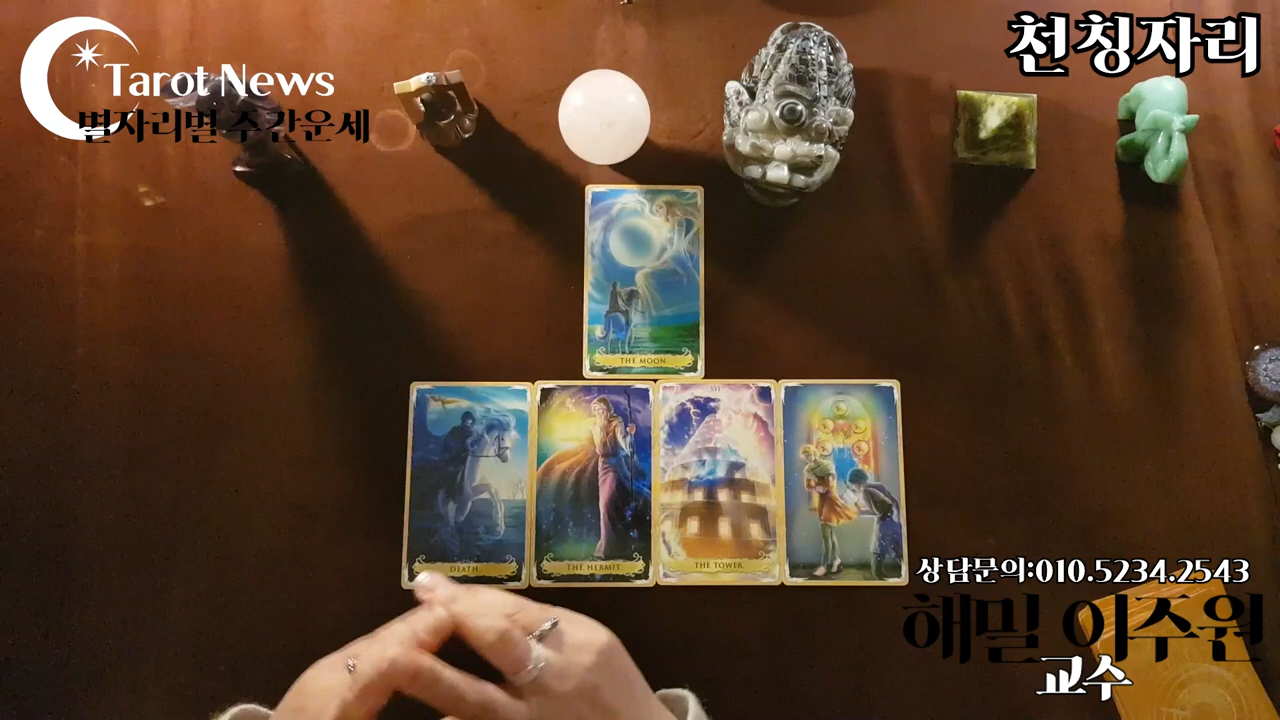 Tarot News
별자리별 주간운세
천칭자리
THE MOON
DEATH
THE HERMIT
XVI
THE TOWER
상담문의:010.5234.2543
해밀 이주원
교수